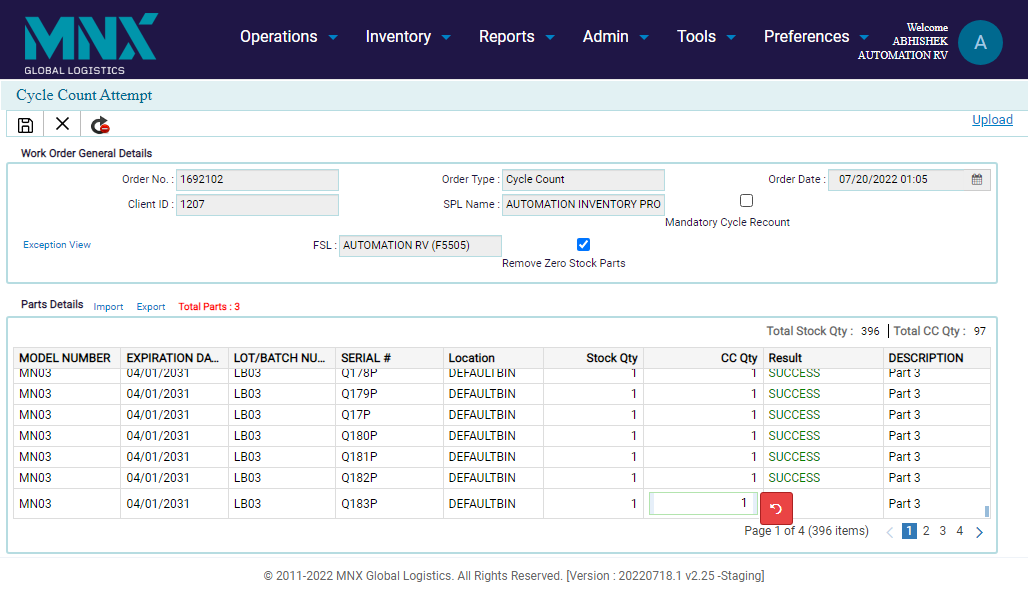 MNX
GLOBAL LOGISTICS
Operations Inventory Reports Admin Tools Preferences
Welcome
ABHISHEK
AUTOMATION RV
A
Cycle Count Attempt
Upload
Work Order General Details
Order No. : 1692102 Order Type : Cycle Count Order Date : 07/20/2022 01:05
Client ID : 1207 SPL Name : AUTOMATION INVENTORY PRO
Mandatory Cycle Recount
Exception View FSL : AUTOMATION RV (F5505)
Remove Zero Stock Parts
Parts Details Import Export Total Parts : 3
Total Stock Qty : 396 Total CC Qty : 97
MODEL NUMBER EXPIRATION DA... LOT/BATCH NU... SERIAL # Location Stock Qty CC Qty Result DESCRIPTION
MN03 04/01/2031 LB03 Q178P DEFAULTBIN 1 1 SUCCESS Part 3
MN03 04/01/2031 LB03 Q179P DEFAULTBIN 1 1 SUCCESS Part 3
MN03 04/01/2031 LB03 Q17P DEFAULTBIN 1 1 SUCCESS Part 3
MN03 04/01/2031 LB03 Q180P DEFAULTBIN 1 1 SUCCESS Part 3
MN03 04/01/2031 LB03 Q181P DEFAULTBIN 1 1 SUCCESS Part 3
MN03 04/01/2031 LB03 Q182P DEFAULTBIN 1 1 SUCCESS Part 3
MN03 04/01/2031 LB03 Q183P DEFAULTBIN 1 1 Part 3
Page 1 of 4 (396 items) 1 2 3 4
© 2011-2022 MNX Global Logistics. All Rights Reserved. [Version : 20220718.1 v2.25 -Staging]